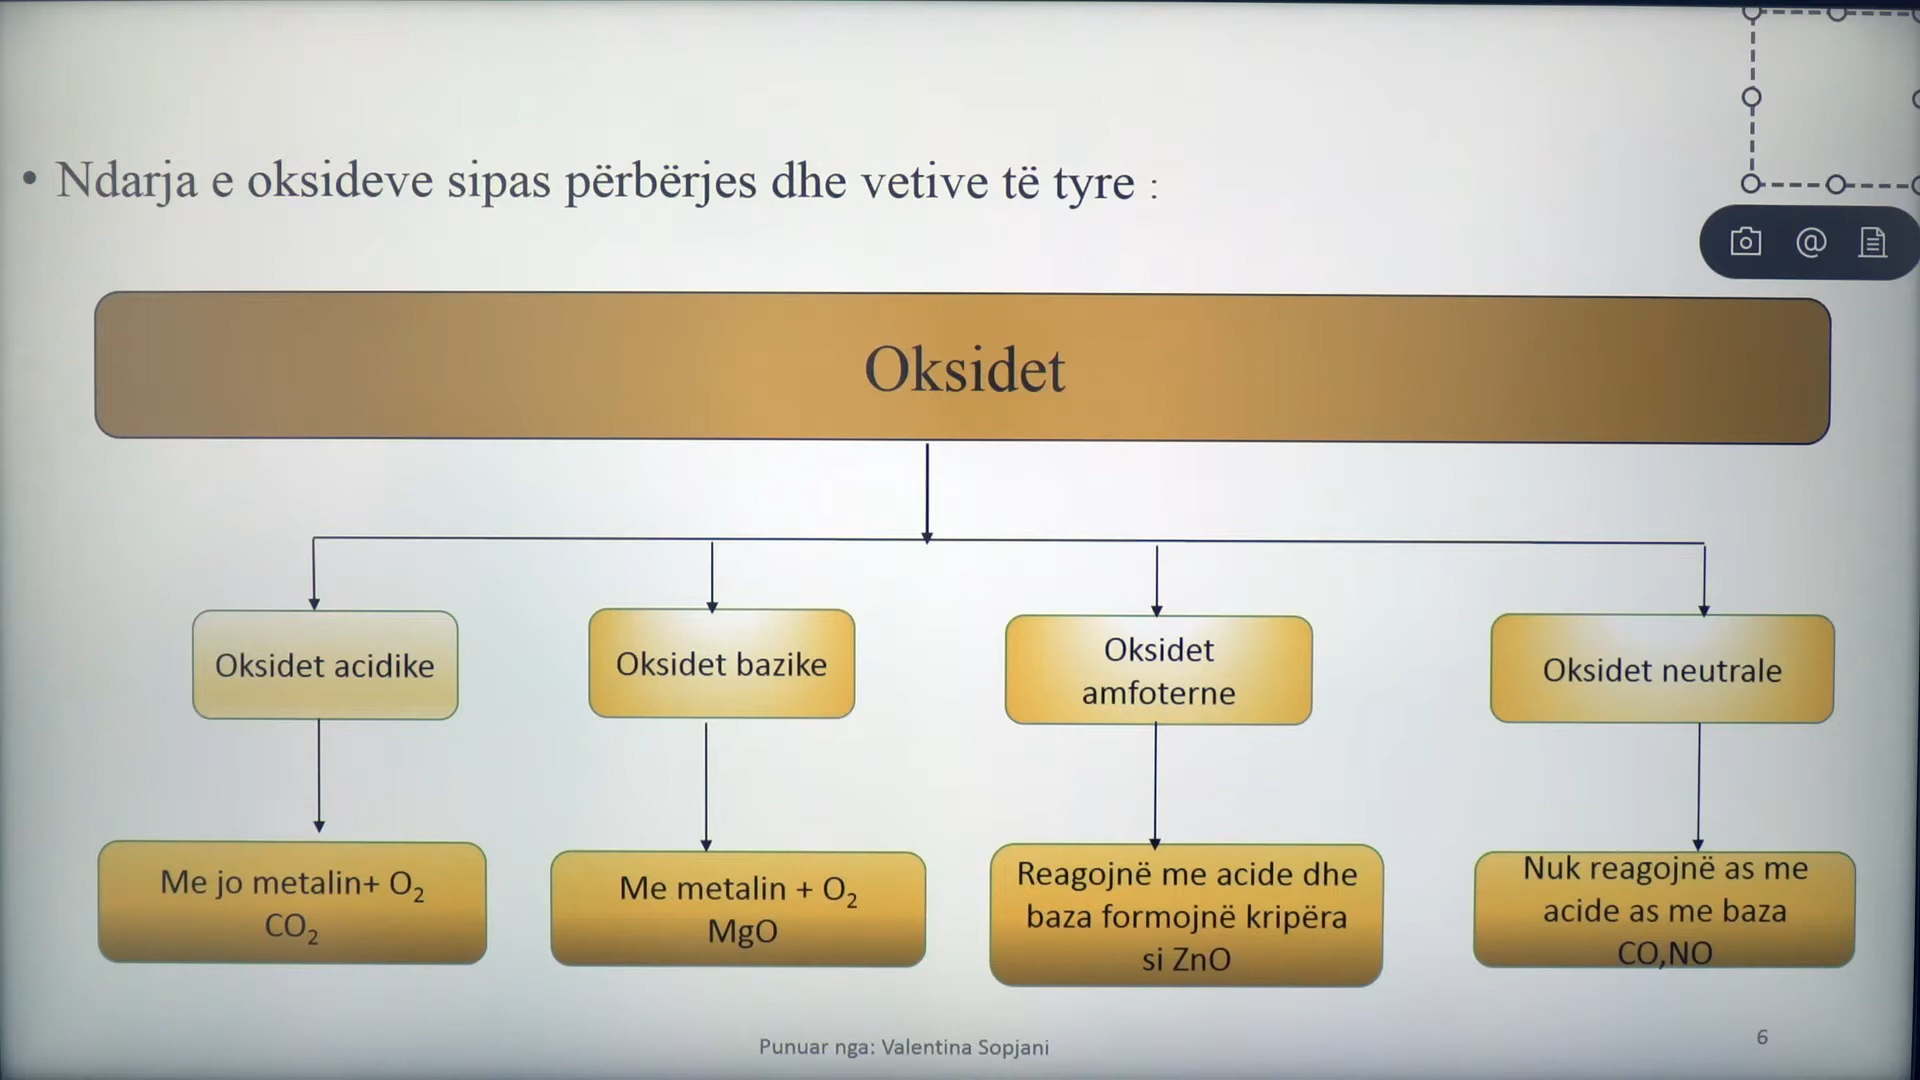 • Ndarja e oksideve sipas përbërjes dhe vetive të tyre :
Oksidet
Oksidet acidike
Oksidet bazike
Oksidet
amfoterne
Oksidet neutrale
Me jo metalin+ O₂
CO₂
Me metalin + O₂
MgO
Reagojnë me acide dhe
baza formojnë kripëra
si ZnO
Nuk reagojnë as me
acide as me baza
CO,NO
Punuar nga: Valentina Sopjani
6